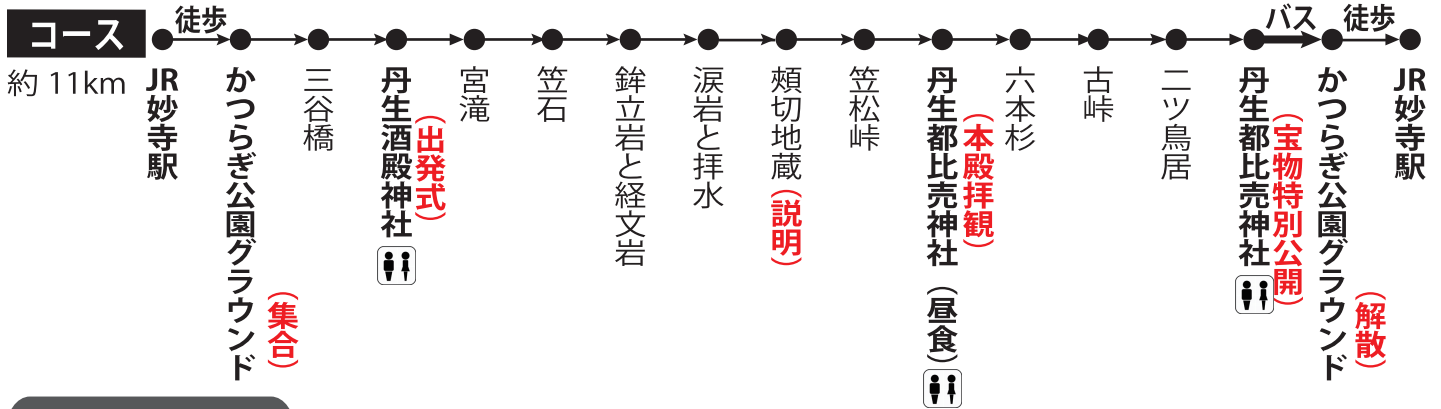 コース
約 11km
徒歩
バス
徒歩
JR妙寺駅
かつらぎ公園グラウンド
(集合)
三谷橋
丹生酒殿神社
(出発式)
宮滝
笠石
鉾立岩と経文岩
涙岩と拝水
頬切地蔵(説明)
笠松峠
丹生都比売神社(昼食)
(本殿拝観)
六本杉
古峠
二ツ鳥居
丹生都比売神社
(宝物特別公開)
かつらぎ公園グラウンド
(解散)
JR妙寺駅